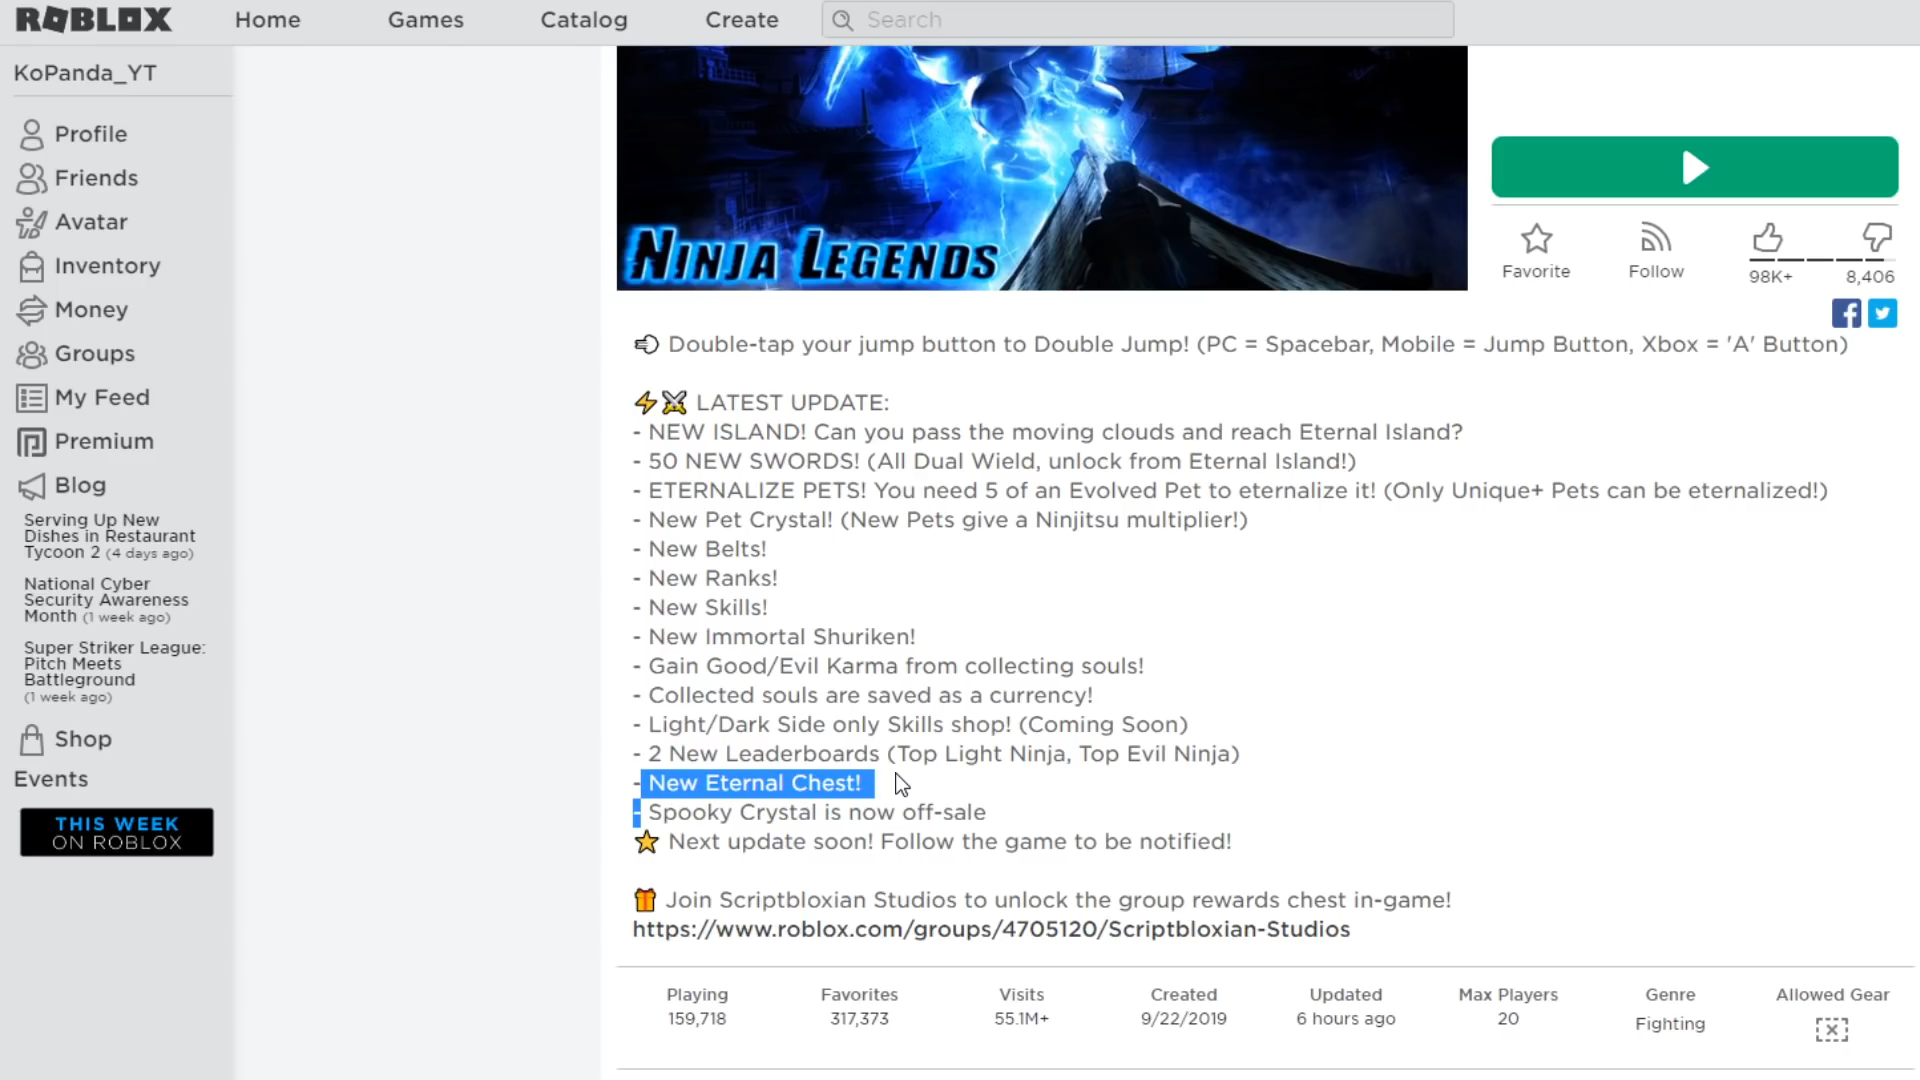 ROBLOX
Home
Games
Catalog
Create
Search
KoPanda_YT
Profile
Friends
Avatar
Inventory
Money
Groups
My Feed
Premium
Blog
Serving Up New
Dishes in Restaurant
Tycoon 2 (4 days ago)
National Cyber
Security Awareness
Month (1 week ago)
Super Striker League:
Pitch Meets
Battleground
(1 week ago)
Shop
Events
THIS WEEK
ON ROBLOX
NINJA LEGENDS
Favorite
Follow
98K+
8,406
Double-tap your jump button to Double Jump! (PC = Spacebar, Mobile = Jump Button, Xbox = 'A' Button)
LATEST UPDATE:
- NEW ISLAND! Can you pass the moving clouds and reach Eternal Island?
- 50 NEW SWORDS! (All Dual Wield, unlock from Eternal Island!)
- ETERNALIZE PETS! You need 5 of an Evolved Pet to eternalize it! (Only Unique+ Pets can be eternalized!)
- New Pet Crystal! (New Pets give a Ninjitsu multiplier!)
- New Belts!
- New Ranks!
- New Skills!
- New Immortal Shuriken!
- Gain Good/Evil Karma from collecting souls!
- Collected souls are saved as a currency!
- Light/Dark Side only Skills shop! (Coming Soon)
- 2 New Leaderboards (Top Light Ninja, Top Evil Ninja)
- New Eternal Chest!
- Spooky Crystal is now off-sale
Next update soon! Follow the game to be notified!
Join Scriptbloxian Studios to unlock the group rewards chest in-game!
https://www.roblox.com/groups/4705120/Scriptbloxian-Studios
Playing
159,718
Favorites
317,373
Visits
55.1M+
Created
9/22/2019
Updated
6 hours ago
Max Players
20
Genre
Fighting
Allowed Gear